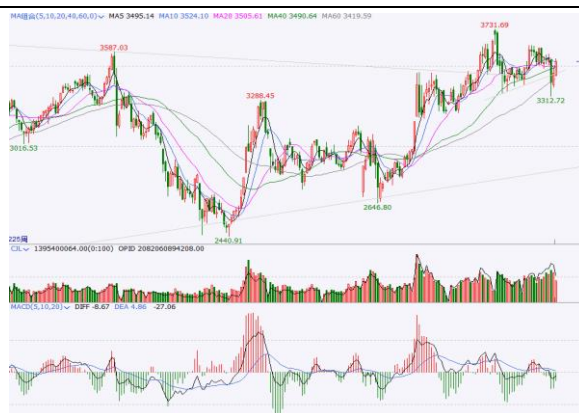 MA组合(5,10,20,40,60,0) MA5 3495.14 MA10 3524.10 MA20 3505.61 MA40 3490.64 MA60 3419.59
3731.69
3587.03
3288.45
3312.72
3016.53
2646.80
2440.91
225周
CJL 1395400064.00(0:100) OPID 2082060894208.00
MACD(5,10,20) DIFF -8.67 DEA 4.86 -27.06